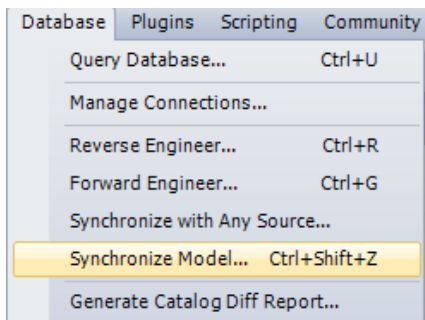 Database Plugins Scripting Community
Query Database... Ctrl+U
Manage Connections...
Reverse Engineer... Ctrl+R
Forward Engineer... Ctrl+G
Synchronize with Any Source...
Synchronize Model... Ctrl+Shift+Z
Generate Catalog Diff Report...